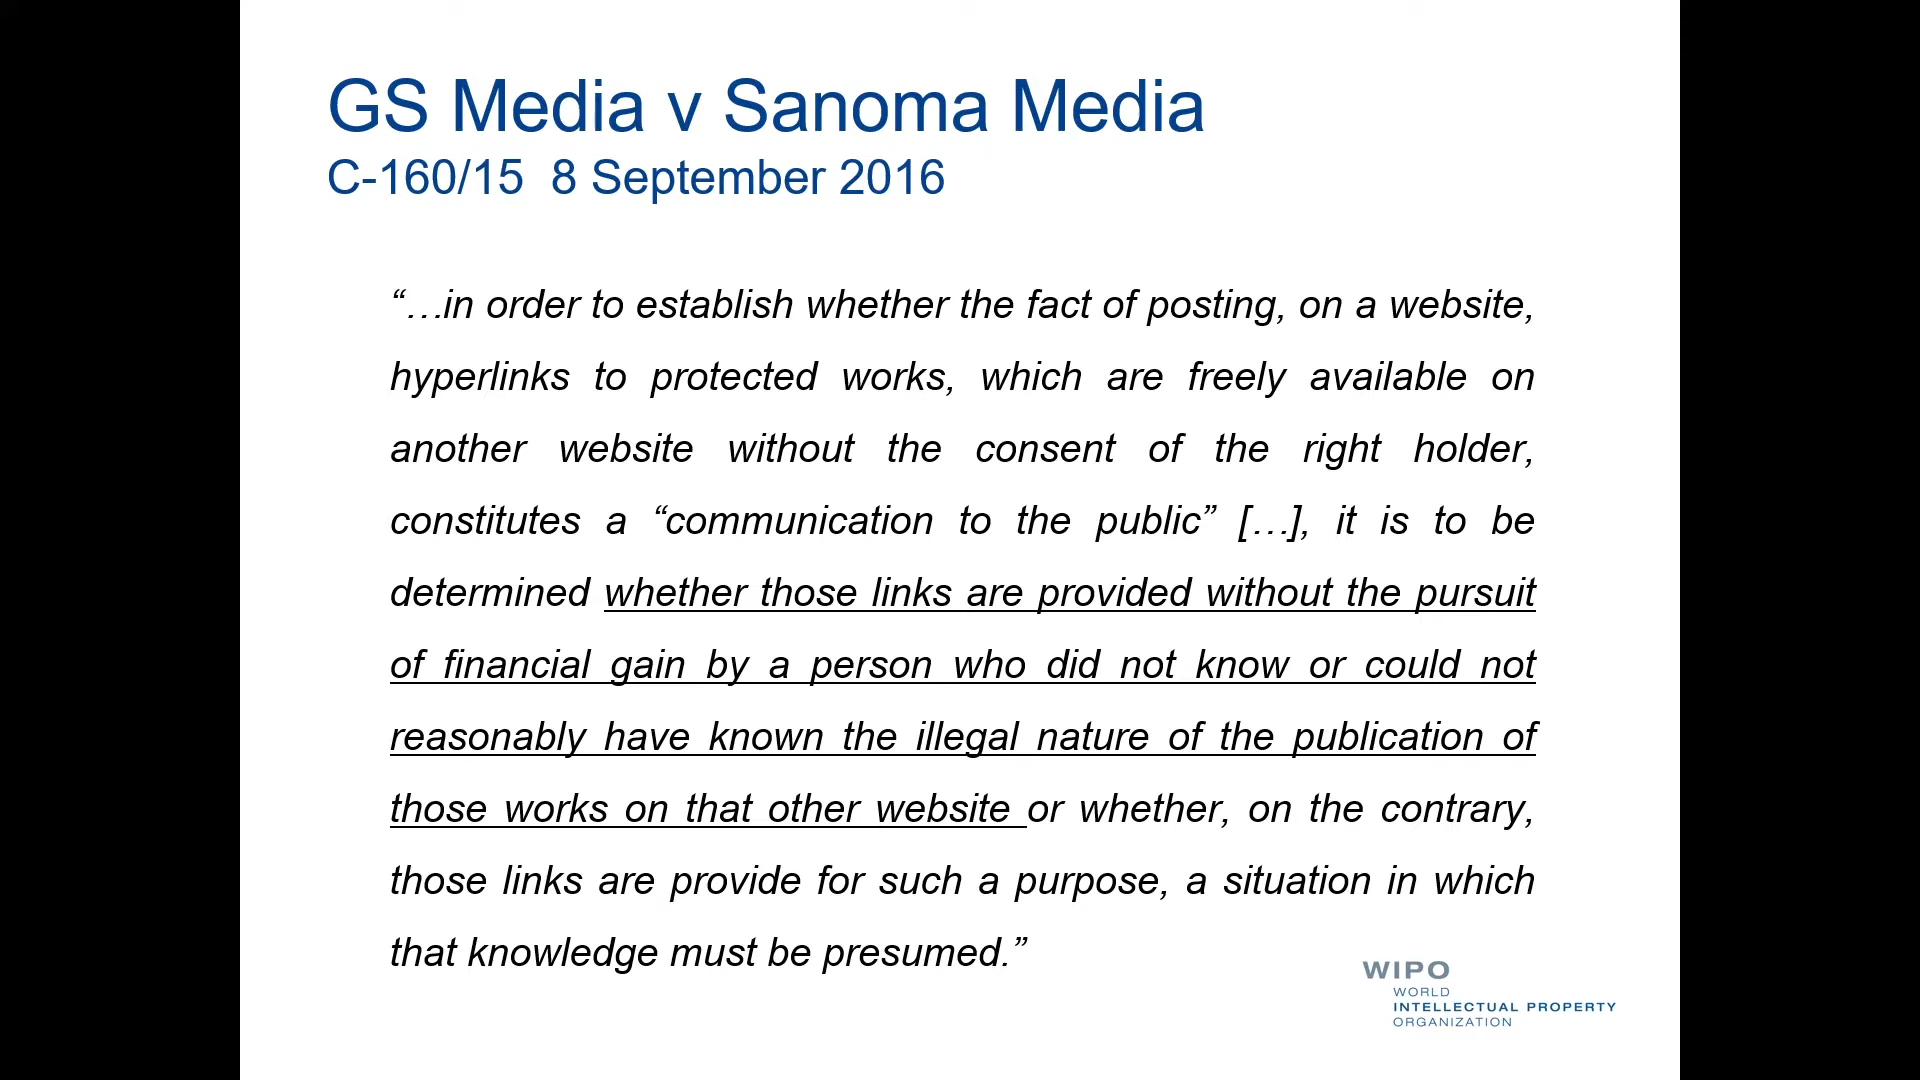 GS Media v Sanoma Media
C-160/15 8 September 2016
“…in order to establish whether the fact of posting, on a website,
hyperlinks to protected works, which are freely available on
another website without the consent of the right holder,
constitutes a “communication to the public” […], it is to be
determined whether those links are provided without the pursuit
of financial gain by a person who did not know or could not
reasonably have known the illegal nature of the publication of
those works on that other website or whether, on the contrary,
those links are provide for such a purpose, a situation in which
that knowledge must be presumed.”
WIPO
WORLD
INTELLECTUAL PROPERTY
ORGANIZATION